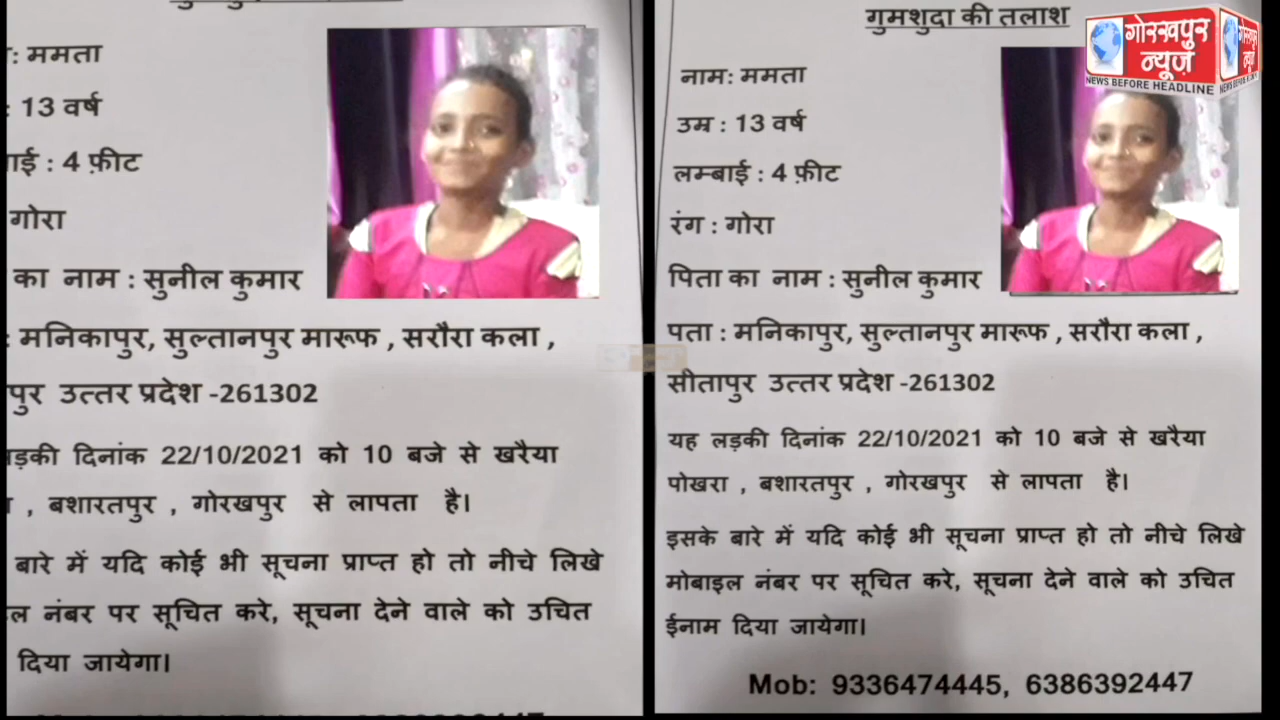 : ममता
: 13 वर्ष
ाई : 4 फ़ीट
गोरा
का नाम : सुनील कुमार
: मनिकापुर, सुल्तानपुर मारूफ , सरौरा कला ,
पुर उत्तर प्रदेश -261302
ड़की दिनांक 22/10/2021 को 10 बजे से खरैया
, बशारतपुर , गोरखपुर से लापता है।
बारे में यदि कोई भी सूचना प्राप्त हो तो नीचे लिखे
ल नंबर पर सूचित करे, सूचना देने वाले को उचित
दिया जायेगा।
गुमशुदा की तलाश
नाम: ममता
उम्र : 13 वर्ष
लम्बाई : 4 फ़ीट
रंग : गोरा
पिता का नाम : सुनील कुमार
पता : मनिकापुर, सुल्तानपुर मारूफ , सरौरा कला ,
सीतापुर उत्तर प्रदेश -261302
यह लड़की दिनांक 22/10/2021 को 10 बजे से खरैया
पोखरा , बशारतपुर , गोरखपुर से लापता है।
इसके बारे में यदि कोई भी सूचना प्राप्त हो तो नीचे लिखे
मोबाइल नंबर पर सूचित करे, सूचना देने वाले को उचित
ईनाम दिया जायेगा।
Mob: 9336474445, 6386392447
गोरखपुर
न्यूज़
NEWS BEFORE HEADLINE
गोरखपुर
न्यूज़